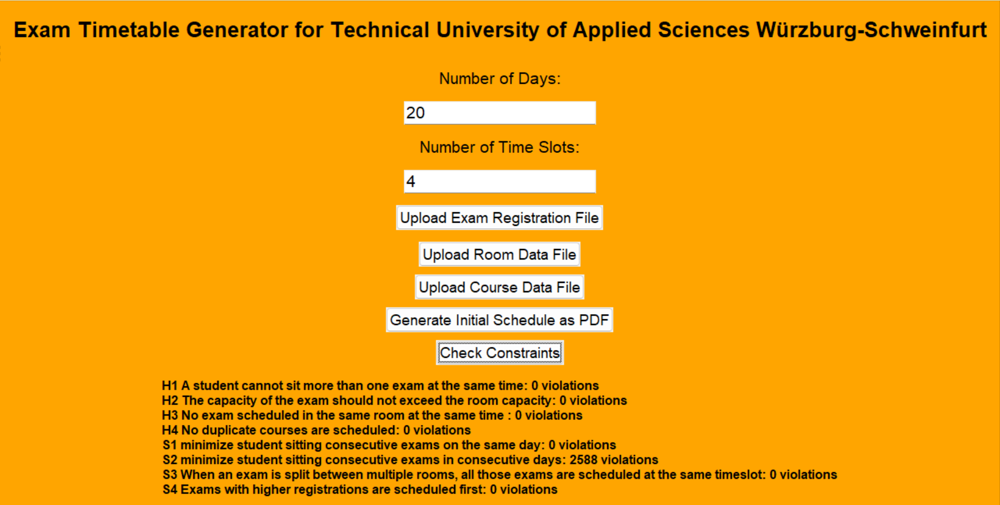 Exam Timetable Generator for Technical University of Applied Sciences Würzburg-Schweinfurt
Number of Days:
20
Number of Time Slots:
4
Upload Exam Registration File
Upload Room Data File
Upload Course Data File
Generate Initial Schedule as PDF
Check Constraints
H1 A student cannot sit more than one exam at the same time: 0 violations
H2 The capacity of the exam should not exceed the room capacity: 0 violations
H3 No exam scheduled in the same room at the same time : 0 violations
H4 No duplicate courses are scheduled: 0 violations
S1 minimize student sitting consecutive exams on the same day: 0 violations
S2 minimize student sitting consecutive exams in consecutive days: 2588 violations
S3 When an exam is split between multiple rooms, all those exams are scheduled at the same timeslot: 0 violations
S4 Exams with higher registrations are scheduled first: 0 violations